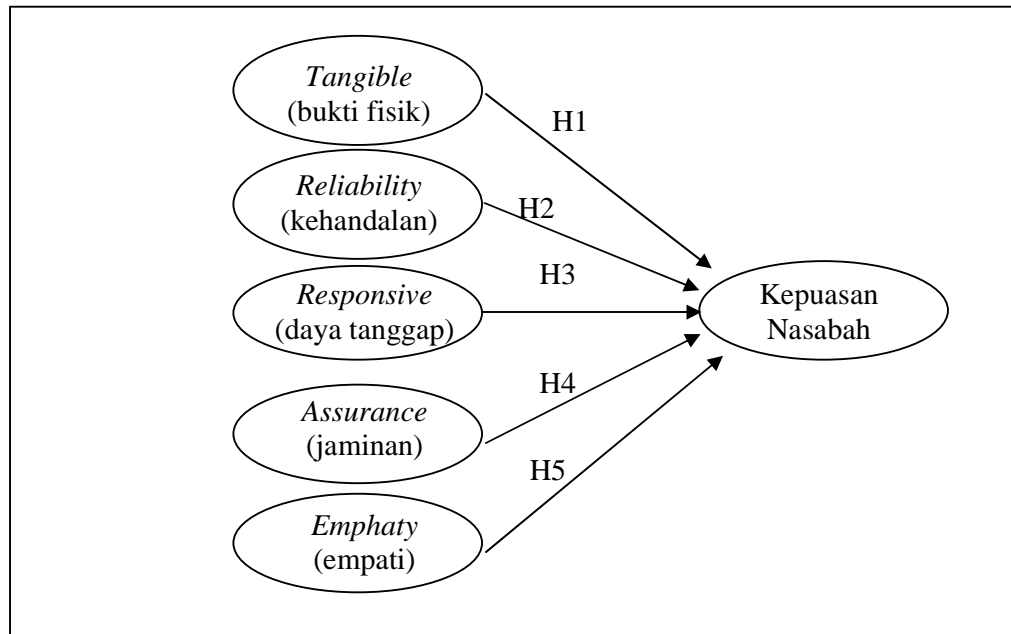 Tangible
(bukti fisik)
H1
Reliability
(kehandalan)
H2
Responsive
(daya tanggap)
H3
Kepuasan
Nasabah
Assurance
(jaminan)
H4
Emphaty
(empati)
H5